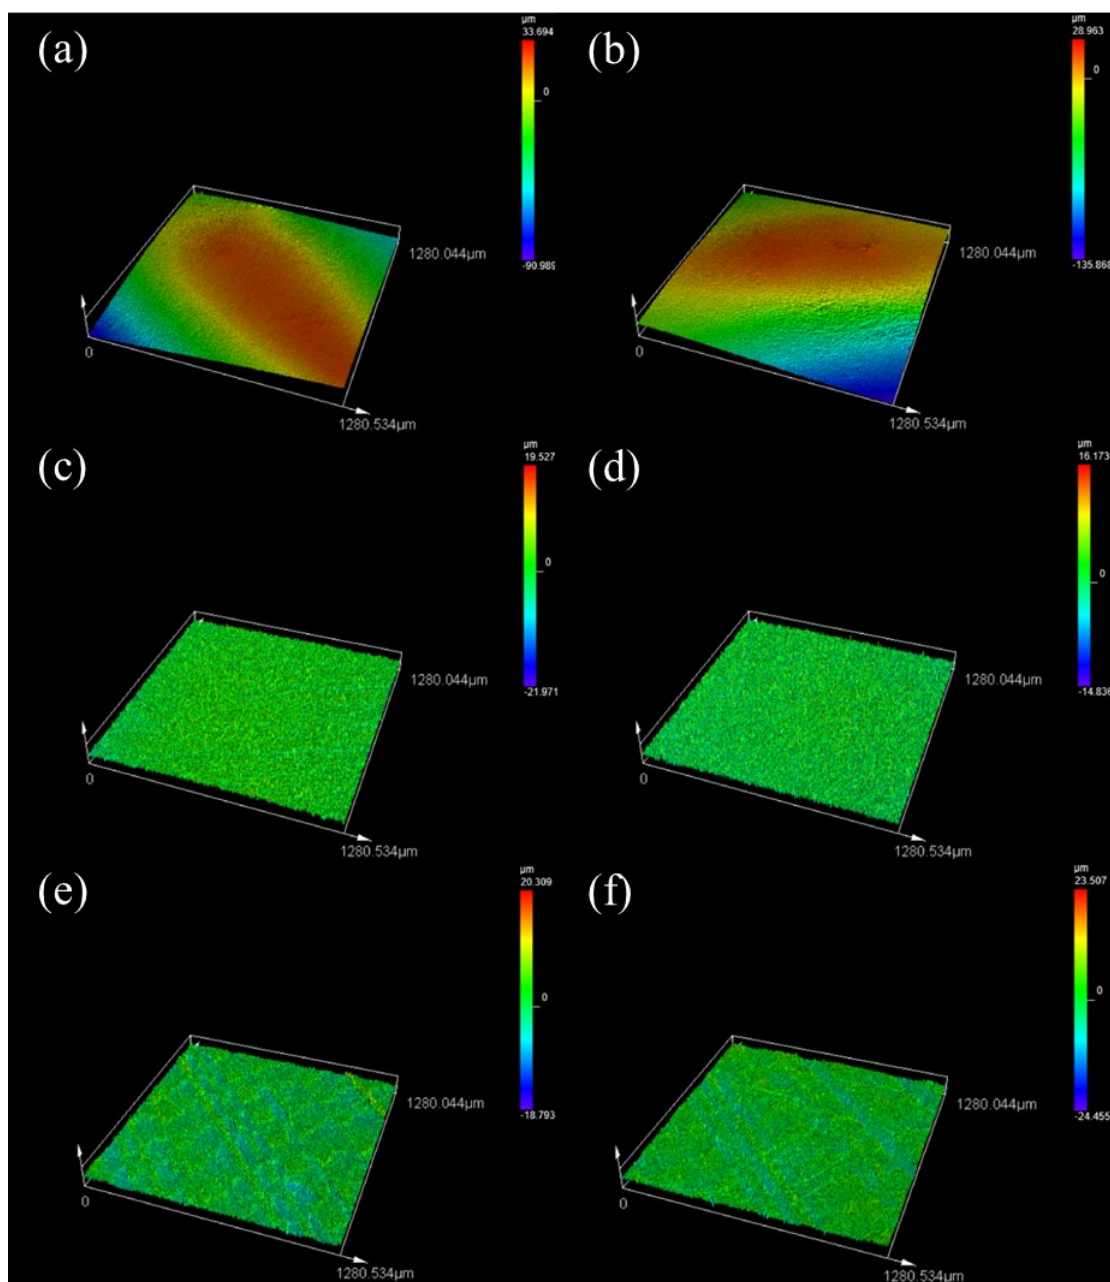 (a)
µm
33.694
0
-90.989
1280.044µm
0
1280.534µm
(b)
µm
28.963
0
-135.868
1280.044µm
0
1280.534µm
(c)
µm
19.527
0
-21.971
1280.044µm
0
1280.534µm
(d)
µm
16.173
0
-14.836
1280.044µm
0
1280.534µm
(e)
µm
20.309
0
-18.793
1280.044µm
0
1280.534µm
(f)
µm
23.507
0
-24.455
1280.044µm
0
1280.534µm